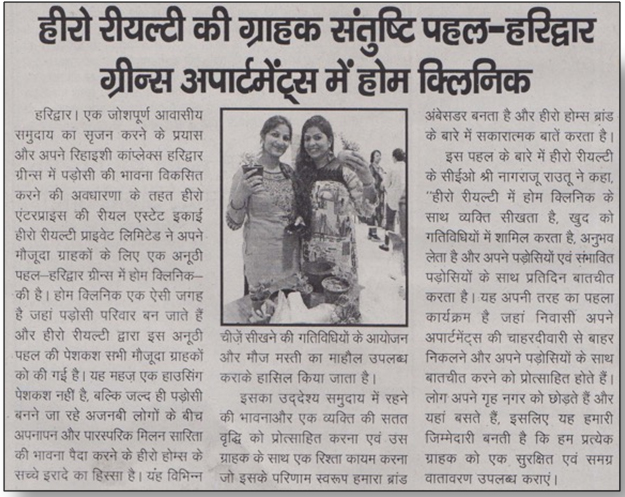 हीरो रीयल्टी की ग्राहक संतुष्टि पहल–हरिद्वार
ग्रीन्स अपार्टमेंट्स में होम क्लिनिक
हरिद्वार। एक जोशपूर्ण आवासीय
समुदाय का सृजन करने के प्रयास
और अपने रिहाइशी कांप्लेक्स हरिद्वार
ग्रीन्स में पड़ोसी की भावना विकसित
करने की अवधारणा के तहत हीरो
एंटरप्राइस की रीयल एस्टेट इकाई
हीरो रीयल्टी प्राइवेट लिमिटेड ने अपने
मौजूदा ग्राहकों के लिए एक अनूठी
पहल–हरिद्वार ग्रीन्स में होम क्लिनिक–
की है। होम क्लिनिक एक ऐसी जगह
है जहां पड़ोसी परिवार बन जाते हैं
और हीरो रीयल्टी द्वारा इस अनूठी
पहल की पेशकश सभी मौजूदा ग्राहकों
को की गई है। यह महज एक हाउसिंग
पेशकश नहीं है, बल्कि जल्द ही पड़ोसी
बनने जा रहे अजनबी लोगों के बीच
अपनापन और पारस्परिक मिलन सारिता
की भावना पैदा करने के हीरो होम्स के
सच्चे इरादा का हिस्सा है। यह विभिन्न
चीज़ें सीखने की गतिविधियों के आयोजन
और मौज मस्ती का माहौल उपलब्ध
कराके हासिल किया जाता है।
इसका उद्देश्य समुदाय में रहने
की भावनाऔर एक व्यक्ति की सतत
वृद्धि को प्रोत्साहित करना एवं उस
ग्राहक के साथ एक रिश्ता कायम करना
जो इसके परिणाम स्वरूप हमारा ब्रांड
अंबेसडर बनता है और हीरो होम्स ब्रांड
के बारे में सकारात्मक बातें करता है।
इस पहल के बारे में हीरो रीयल्टी
के सीईओ श्री नागराजू राउतू ने कहा,
"हीरो रीयल्टी में होम क्लिनिक के
साथ व्यक्ति सीखता है, खुद को
गतिविधियों में शामिल करता है, अनुभव
लेता है और अपने पड़ोसियों एवं संभावित
पड़ोसियों के साथ प्रतिदिन बातचीत
करता है। यह अपनी तरह का पहला
कार्यक्रम है जहां निवासी अपने
अपार्टमेंट्स की चाहरदीवारी से बाहर
निकलने और अपने पड़ोसियों के साथ
बातचीत करने को प्रोत्साहित होते हैं।
लोग अपने गृह नगर को छोड़ते हैं और
यहां बसते हैं, इसलिए यह हमारी
जिम्मेदारी बनती है कि हम प्रत्येक
ग्राहक को एक सुरक्षित एवं समग्र
वातावरण उपलब्ध कराएं।